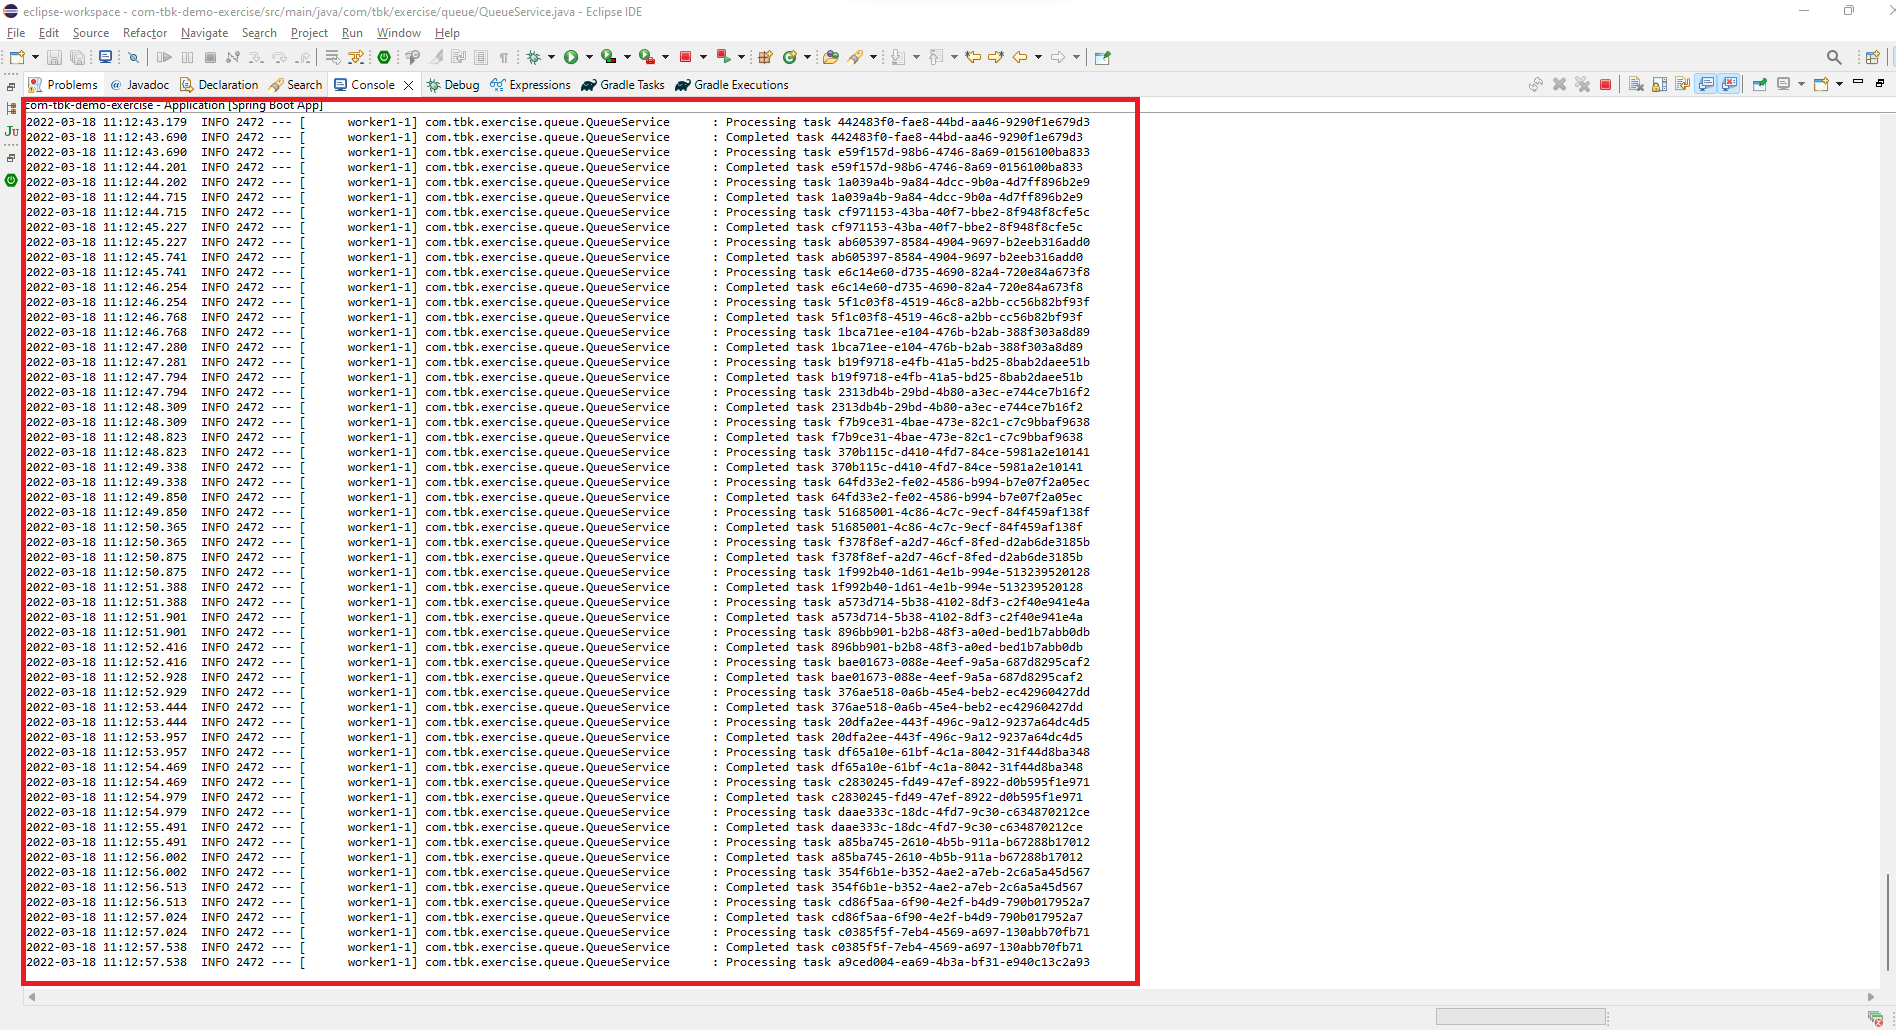 eclipse-workspace - com-tbk-demo-exercise/src/main/java/com/tbk/exercise/queue/QueueService.java - Eclipse IDE
File Edit Source Refactor Navigate Search Project Run Window Help
Problems @ Javadoc Declaration Search Console Debug Expressions Gradle Tasks Gradle Executions
com-tbk-demo-exercise - Application [Spring Boot App]
2022-03-18 11:12:43.179  INFO 2472 --- [      worker1-1] com.tbk.exercise.queue.QueueService      : Processing task 442483f0-fae8-44bd-aa46-9290f1e679d3
2022-03-18 11:12:43.690  INFO 2472 --- [      worker1-1] com.tbk.exercise.queue.QueueService      : Completed task 442483f0-fae8-44bd-aa46-9290f1e679d3
2022-03-18 11:12:43.690  INFO 2472 --- [      worker1-1] com.tbk.exercise.queue.QueueService      : Processing task e59f157d-98b6-4746-8a69-0156100ba833
2022-03-18 11:12:44.201  INFO 2472 --- [      worker1-1] com.tbk.exercise.queue.QueueService      : Completed task e59f157d-98b6-4746-8a69-0156100ba833
2022-03-18 11:12:44.202  INFO 2472 --- [      worker1-1] com.tbk.exercise.queue.QueueService      : Processing task 1a039a4b-9a84-4dcc-9b0a-4d7ff896b2e9
2022-03-18 11:12:44.715  INFO 2472 --- [      worker1-1] com.tbk.exercise.queue.QueueService      : Completed task 1a039a4b-9a84-4dcc-9b0a-4d7ff896b2e9
2022-03-18 11:12:44.715  INFO 2472 --- [      worker1-1] com.tbk.exercise.queue.QueueService      : Processing task cf971153-43ba-40f7-bbe2-8f948f8cfe5c
2022-03-18 11:12:45.227  INFO 2472 --- [      worker1-1] com.tbk.exercise.queue.QueueService      : Completed task cf971153-43ba-40f7-bbe2-8f948f8cfe5c
2022-03-18 11:12:45.227  INFO 2472 --- [      worker1-1] com.tbk.exercise.queue.QueueService      : Processing task ab605397-8584-4904-9697-b2eeb316add0
2022-03-18 11:12:45.741  INFO 2472 --- [      worker1-1] com.tbk.exercise.queue.QueueService      : Completed task ab605397-8584-4904-9697-b2eeb316add0
2022-03-18 11:12:45.741  INFO 2472 --- [      worker1-1] com.tbk.exercise.queue.QueueService      : Processing task e6c14e60-d735-4690-82a4-720e84a673f8
2022-03-18 11:12:46.254  INFO 2472 --- [      worker1-1] com.tbk.exercise.queue.QueueService      : Completed task e6c14e60-d735-4690-82a4-720e84a673f8
2022-03-18 11:12:46.254  INFO 2472 --- [      worker1-1] com.tbk.exercise.queue.QueueService      : Processing task 5f1c03f8-4519-46c8-a2bb-cc56b82bf93f
2022-03-18 11:12:46.768  INFO 2472 --- [      worker1-1] com.tbk.exercise.queue.QueueService      : Completed task 5f1c03f8-4519-46c8-a2bb-cc56b82bf93f
2022-03-18 11:12:46.768  INFO 2472 --- [      worker1-1] com.tbk.exercise.queue.QueueService      : Processing task 1bca71ee-e104-476b-b2ab-388f303a8d89
2022-03-18 11:12:47.280  INFO 2472 --- [      worker1-1] com.tbk.exercise.queue.QueueService      : Completed task 1bca71ee-e104-476b-b2ab-388f303a8d89
2022-03-18 11:12:47.281  INFO 2472 --- [      worker1-1] com.tbk.exercise.queue.QueueService      : Processing task b19f9718-e4fb-41a5-bd25-8bab2daee51b
2022-03-18 11:12:47.794  INFO 2472 --- [      worker1-1] com.tbk.exercise.queue.QueueService      : Completed task b19f9718-e4fb-41a5-bd25-8bab2daee51b
2022-03-18 11:12:47.794  INFO 2472 --- [      worker1-1] com.tbk.exercise.queue.QueueService      : Processing task 2313db4b-29bd-4b80-a3ec-e744ce7b16f2
2022-03-18 11:12:48.309  INFO 2472 --- [      worker1-1] com.tbk.exercise.queue.QueueService      : Completed task 2313db4b-29bd-4b80-a3ec-e744ce7b16f2
2022-03-18 11:12:48.309  INFO 2472 --- [      worker1-1] com.tbk.exercise.queue.QueueService      : Processing task f7b9ce31-4bae-473e-82c1-c7c9bbaf9638
2022-03-18 11:12:48.823  INFO 2472 --- [      worker1-1] com.tbk.exercise.queue.QueueService      : Completed task f7b9ce31-4bae-473e-82c1-c7c9bbaf9638
2022-03-18 11:12:48.823  INFO 2472 --- [      worker1-1] com.tbk.exercise.queue.QueueService      : Processing task 370b115c-d410-4fd7-84ce-5981a2e10141
2022-03-18 11:12:49.338  INFO 2472 --- [      worker1-1] com.tbk.exercise.queue.QueueService      : Completed task 370b115c-d410-4fd7-84ce-5981a2e10141
2022-03-18 11:12:49.338  INFO 2472 --- [      worker1-1] com.tbk.exercise.queue.QueueService      : Processing task 64fd33e2-fe02-4586-b994-b7e07f2a05ec
2022-03-18 11:12:49.850  INFO 2472 --- [      worker1-1] com.tbk.exercise.queue.QueueService      : Completed task 64fd33e2-fe02-4586-b994-b7e07f2a05ec
2022-03-18 11:12:49.850  INFO 2472 --- [      worker1-1] com.tbk.exercise.queue.QueueService      : Processing task 51685001-4c86-4c7c-9ecf-84f459af138f
2022-03-18 11:12:50.365  INFO 2472 --- [      worker1-1] com.tbk.exercise.queue.QueueService      : Completed task 51685001-4c86-4c7c-9ecf-84f459af138f
2022-03-18 11:12:50.365  INFO 2472 --- [      worker1-1] com.tbk.exercise.queue.QueueService      : Processing task f378f8ef-a2d7-46cf-8fed-d2ab6de3185b
2022-03-18 11:12:50.875  INFO 2472 --- [      worker1-1] com.tbk.exercise.queue.QueueService      : Completed task f378f8ef-a2d7-46cf-8fed-d2ab6de3185b
2022-03-18 11:12:50.875  INFO 2472 --- [      worker1-1] com.tbk.exercise.queue.QueueService      : Processing task 1f992b40-1d61-4e1b-994e-513239520128
2022-03-18 11:12:51.388  INFO 2472 --- [      worker1-1] com.tbk.exercise.queue.QueueService      : Completed task 1f992b40-1d61-4e1b-994e-513239520128
2022-03-18 11:12:51.388  INFO 2472 --- [      worker1-1] com.tbk.exercise.queue.QueueService      : Processing task a573d714-5b38-4102-8df3-c2f40e941e4a
2022-03-18 11:12:51.901  INFO 2472 --- [      worker1-1] com.tbk.exercise.queue.QueueService      : Completed task a573d714-5b38-4102-8df3-c2f40e941e4a
2022-03-18 11:12:51.901  INFO 2472 --- [      worker1-1] com.tbk.exercise.queue.QueueService      : Processing task 896bb901-b2b8-48f3-a0ed-bed1b7abb0db
2022-03-18 11:12:52.416  INFO 2472 --- [      worker1-1] com.tbk.exercise.queue.QueueService      : Completed task 896bb901-b2b8-48f3-a0ed-bed1b7abb0db
2022-03-18 11:12:52.416  INFO 2472 --- [      worker1-1] com.tbk.exercise.queue.QueueService      : Processing task bae01673-088e-4eef-9a5a-687d8295caf2
2022-03-18 11:12:52.928  INFO 2472 --- [      worker1-1] com.tbk.exercise.queue.QueueService      : Completed task bae01673-088e-4eef-9a5a-687d8295caf2
2022-03-18 11:12:52.929  INFO 2472 --- [      worker1-1] com.tbk.exercise.queue.QueueService      : Processing task 376ae518-0a6b-45e4-beb2-ec42960427dd
2022-03-18 11:12:53.444  INFO 2472 --- [      worker1-1] com.tbk.exercise.queue.QueueService      : Completed task 376ae518-0a6b-45e4-beb2-ec42960427dd
2022-03-18 11:12:53.444  INFO 2472 --- [      worker1-1] com.tbk.exercise.queue.QueueService      : Processing task 20dfa2ee-443f-496c-9a12-9237a64dc4d5
2022-03-18 11:12:53.957  INFO 2472 --- [      worker1-1] com.tbk.exercise.queue.QueueService      : Completed task 20dfa2ee-443f-496c-9a12-9237a64dc4d5
2022-03-18 11:12:53.957  INFO 2472 --- [      worker1-1] com.tbk.exercise.queue.QueueService      : Processing task df65a10e-61bf-4c1a-8042-31f44d8ba348
2022-03-18 11:12:54.469  INFO 2472 --- [      worker1-1] com.tbk.exercise.queue.QueueService      : Completed task df65a10e-61bf-4c1a-8042-31f44d8ba348
2022-03-18 11:12:54.469  INFO 2472 --- [      worker1-1] com.tbk.exercise.queue.QueueService      : Processing task c2830245-fd49-47ef-8922-d0b595f1e971
2022-03-18 11:12:54.979  INFO 2472 --- [      worker1-1] com.tbk.exercise.queue.QueueService      : Completed task c2830245-fd49-47ef-8922-d0b595f1e971
2022-03-18 11:12:54.979  INFO 2472 --- [      worker1-1] com.tbk.exercise.queue.QueueService      : Processing task daae333c-18dc-4fd7-9c30-c634870212ce
2022-03-18 11:12:55.491  INFO 2472 --- [      worker1-1] com.tbk.exercise.queue.QueueService      : Completed task daae333c-18dc-4fd7-9c30-c634870212ce
2022-03-18 11:12:55.491  INFO 2472 --- [      worker1-1] com.tbk.exercise.queue.QueueService      : Processing task a85ba745-2610-4b5b-911a-b67288b17012
2022-03-18 11:12:56.002  INFO 2472 --- [      worker1-1] com.tbk.exercise.queue.QueueService      : Completed task a85ba745-2610-4b5b-911a-b67288b17012
2022-03-18 11:12:56.002  INFO 2472 --- [      worker1-1] com.tbk.exercise.queue.QueueService      : Processing task 354f6b1e-b352-4ae2-a7eb-2c6a5a45d567
2022-03-18 11:12:56.513  INFO 2472 --- [      worker1-1] com.tbk.exercise.queue.QueueService      : Completed task 354f6b1e-b352-4ae2-a7eb-2c6a5a45d567
2022-03-18 11:12:56.513  INFO 2472 --- [      worker1-1] com.tbk.exercise.queue.QueueService      : Processing task cd86f5aa-6f90-4e2f-b4d9-790b017952a7
2022-03-18 11:12:57.024  INFO 2472 --- [      worker1-1] com.tbk.exercise.queue.QueueService      : Completed task cd86f5aa-6f90-4e2f-b4d9-790b017952a7
2022-03-18 11:12:57.024  INFO 2472 --- [      worker1-1] com.tbk.exercise.queue.QueueService      : Processing task c0385f5f-7eb4-4569-a697-130abb70fb71
2022-03-18 11:12:57.538  INFO 2472 --- [      worker1-1] com.tbk.exercise.queue.QueueService      : Completed task c0385f5f-7eb4-4569-a697-130abb70fb71
2022-03-18 11:12:57.538  INFO 2472 --- [      worker1-1] com.tbk.exercise.queue.QueueService      : Processing task a9ced004-ea69-4b3a-bf31-e940c13c2a93